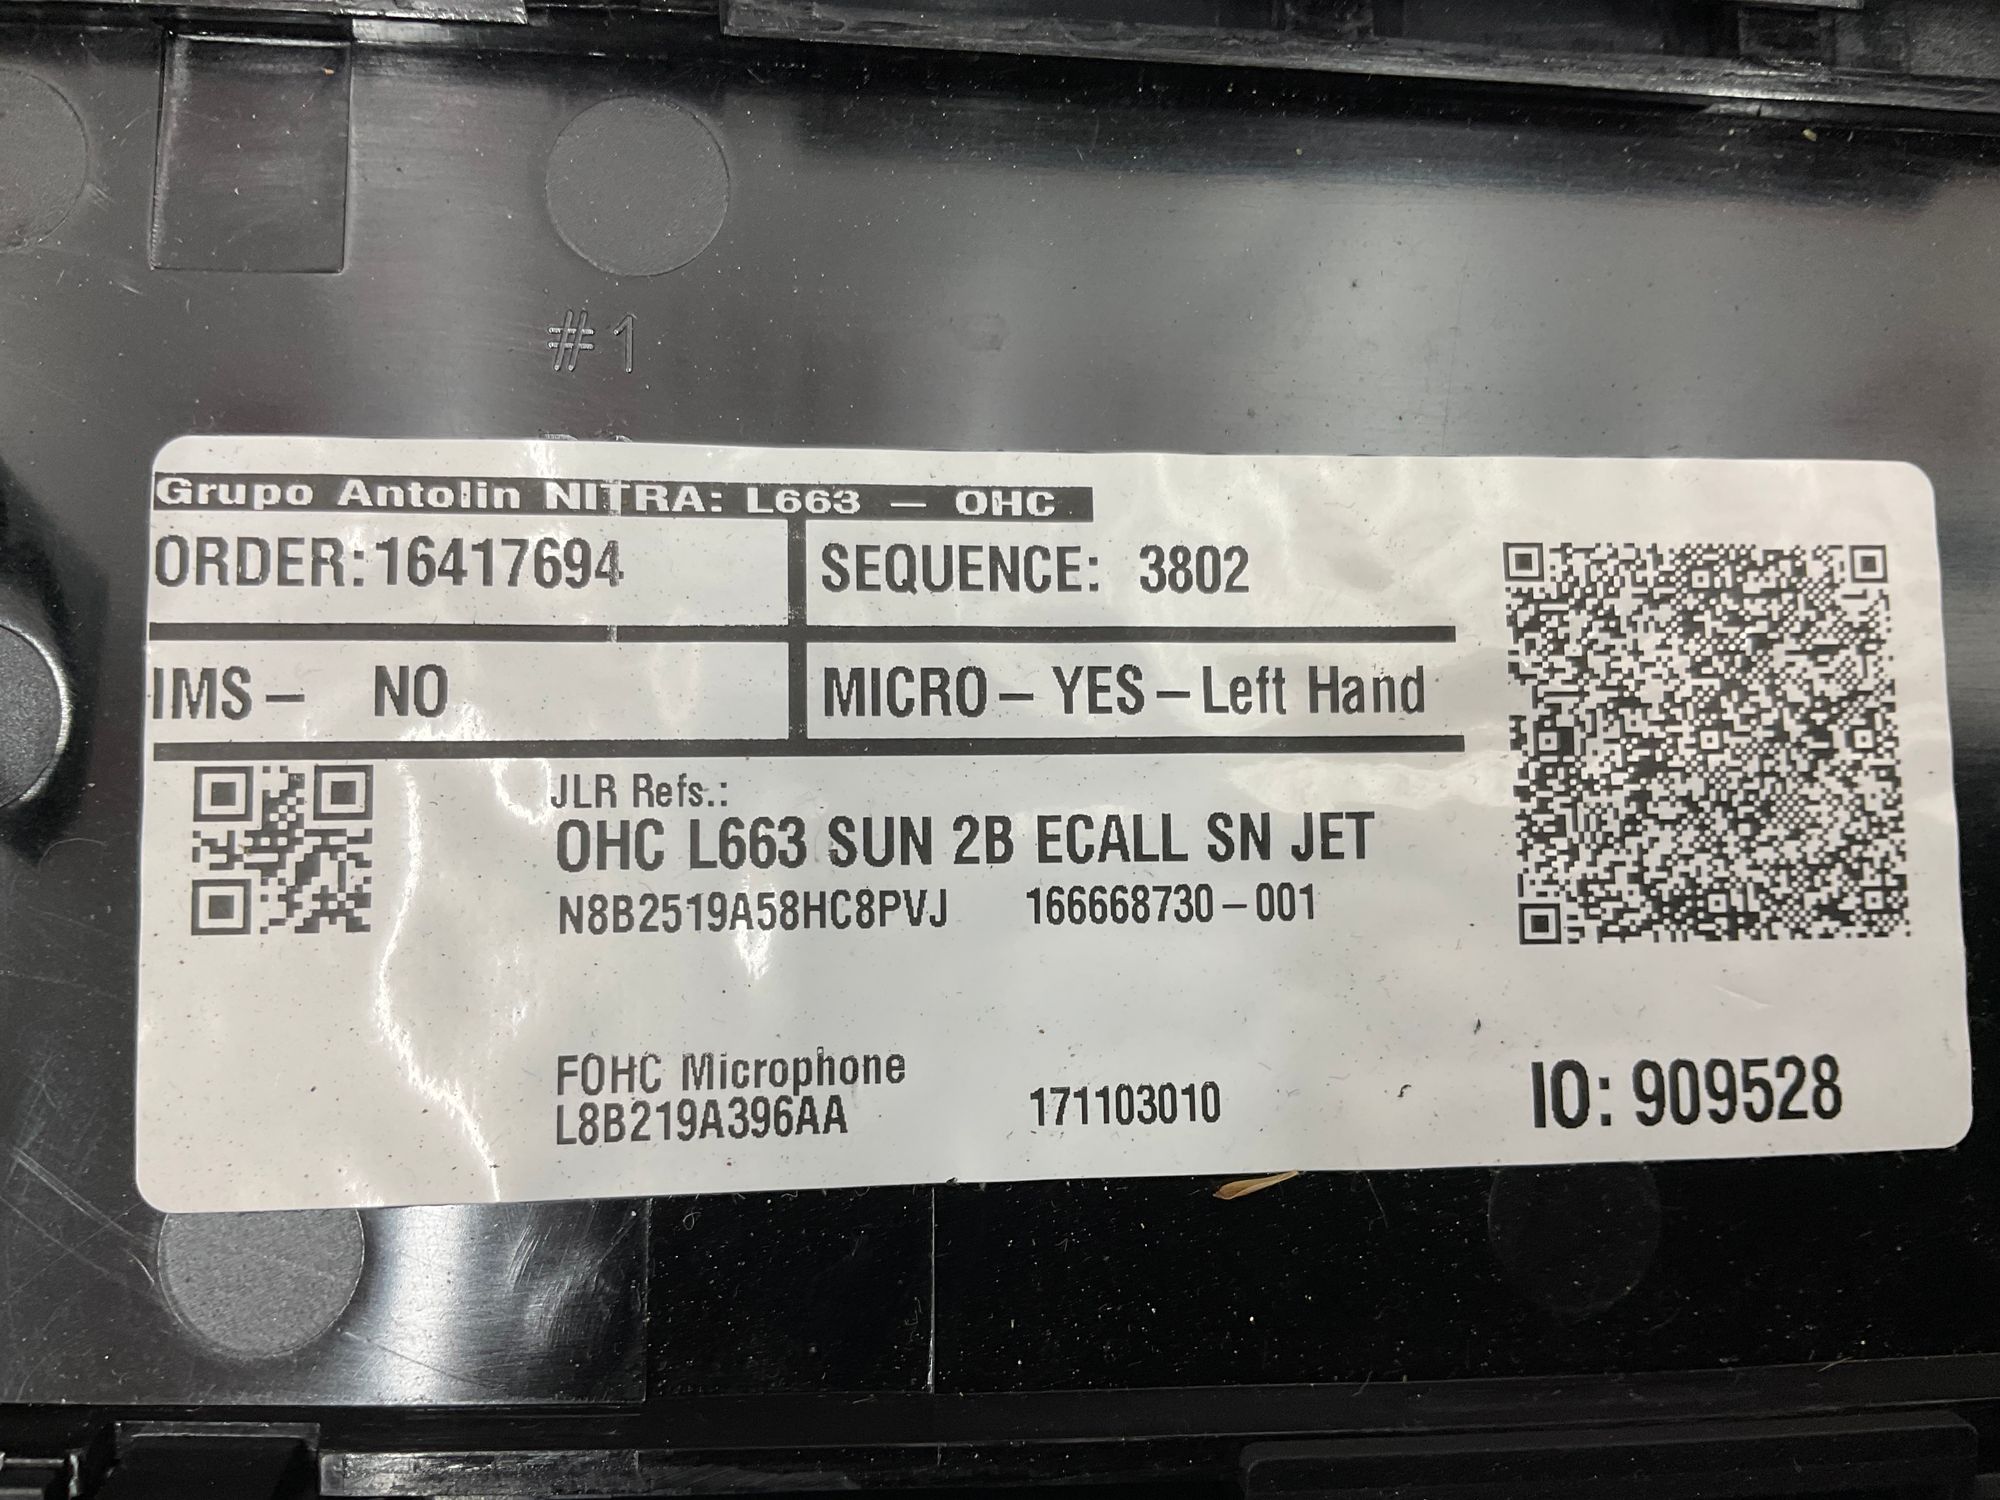 #1
Grupo Antolin NITRA: L663 – OHC
ORDER:16417694
SEQUENCE: 3802
IMS – NO
MICRO – YES – Left Hand
JLR Refs.:
OHC L663 SUN 2B ECALL SN JET
N8B2519A58HC8PVJ 166668730-001
FOHC Microphone
L8B219A396AA
171103010
IO: 909528